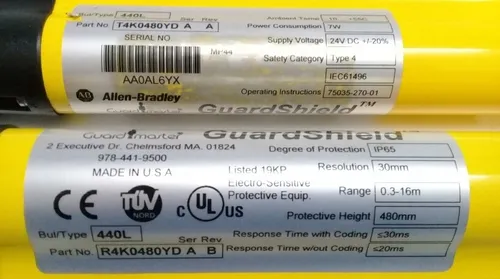 Bul/Type 440L
Part No. T4K0480YD A A Ser Rev
SERIAL NO.
AA0AL6YX
AB Allen-Bradley
Power Consumption 7W
Supply Voltage 24V DC +/-20%
Safety Category Type 4
IEC61496
Operating Instructions 75035-270-01
GuardShield™
Guardmaster GuardShield
2 Executive Dr. Chelmsford MA. 01824
978-441-9500
MADE IN U S A
CE TÜV NORD C UL US
Listed 19KP
Electro-Sensitive
Protective Equip.
Bul/Type 440L
Ser Rev
Part No. R4K0480YD A B
Degree of Protection IP65
Resolution 30mm
Range 0.3-16m
Protective Height 480mm
Response Time with Coding ≤30ms
Response Time w/out Coding ≤20ms